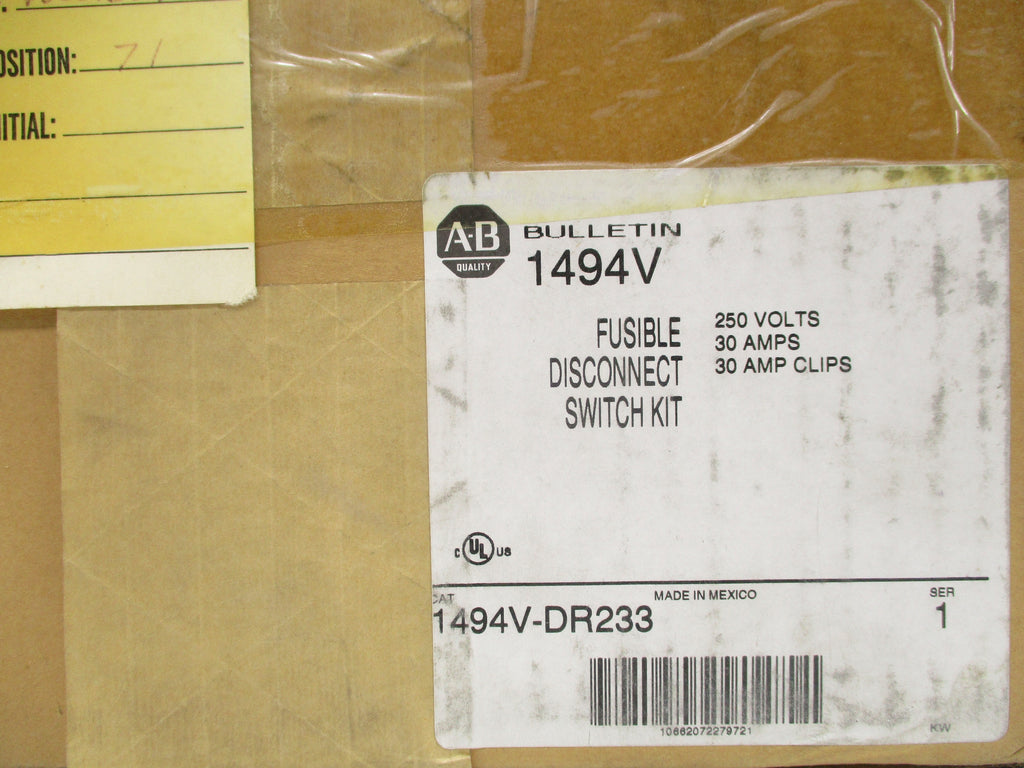 OSITION: 71
ITIAL:
A-B
QUALITY
BULLETIN
1494V
FUSIBLE
DISCONNECT
SWITCH KIT
250 VOLTS
30 AMPS
30 AMP CLIPS
C UL US
CAT
MADE IN MEXICO
SER
1494V-DR233
1
10662072279721
KW